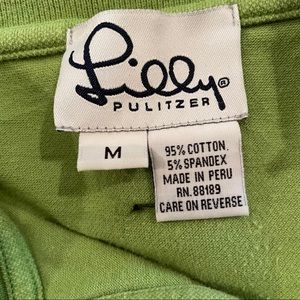 Lilly®
PULITZER
M
95% COTTON.
5% SPANDEX
MADE IN PERU
RN. 88189
CARE ON REVERSE